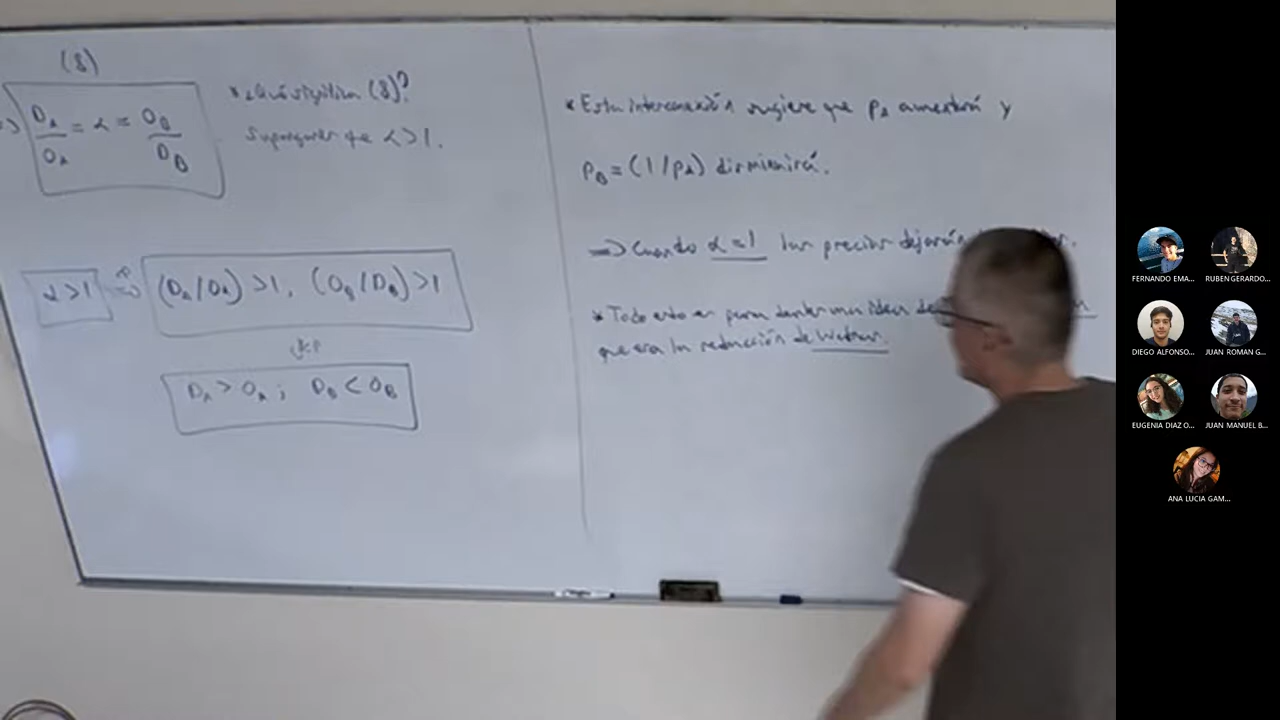 (8)
D_A/O_A = α = O_B/D_B
* ¿Qué significa (8)?
Supongamos que α>1.
α>1 ⟹ (D_A/O_A)>1, (O_B/D_B)>1
D_A > O_A ; D_B < O_B
* Esta interconexión sugiere que P_A aumentará y
P_B = (1/P_A) disminuirá.
⟹ Cuando α=1 los precios dejarán
* Todo esto es para darles una idea de
que era la redacción de Walras.
FERNANDO EMA...
RUBEN GERARDO...
DIEGO ALFONSO...
JUAN ROMAN G...
EUGENIA DIAZ O...
JUAN MANUEL B...
ANA LUCIA GAM...